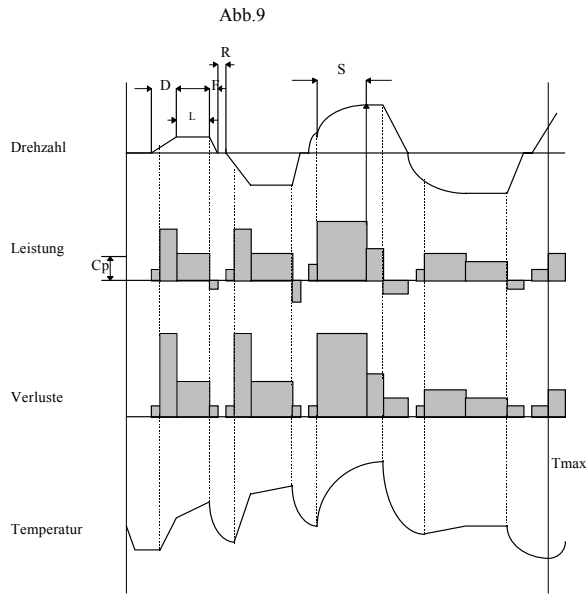 Abb.9
R
D
F
S
L
Drehzahl
Leistung
Cp
Verluste
Tmax
Temperatur